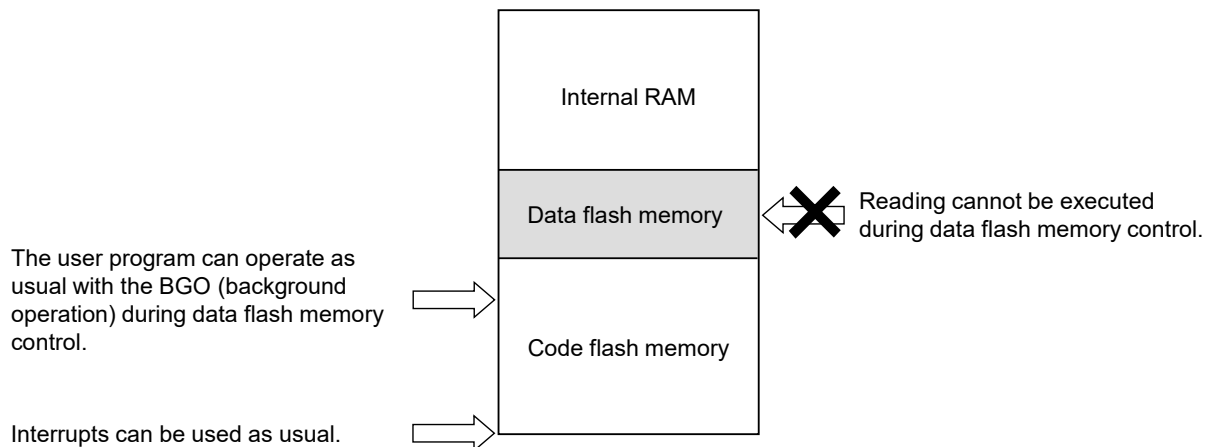 Internal RAM
Data flash memory
Reading cannot be executed
during data flash memory control.
The user program can operate as
usual with the BGO (background
operation) during data flash memory
control.
Code flash memory
Interrupts can be used as usual.